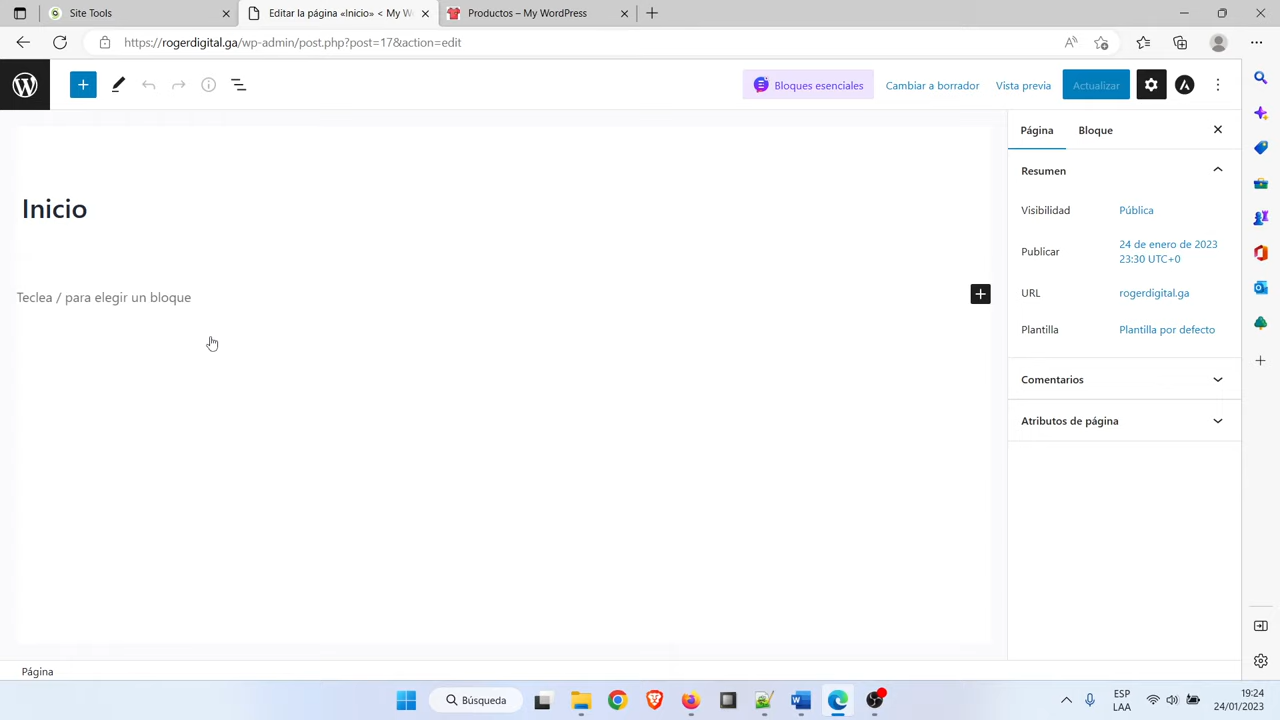 Site Tools
Editar la página «Inicio» < My W
Productos – My WordPress
https://rogerdigital.ga/wp-admin/post.php?post=17&action=edit
Bloques esenciales
Cambiar a borrador
Vista previa
Actualizar
Página
Bloque
Resumen
Inicio
Visibilidad
Pública
Publicar
24 de enero de 2023
23:30 UTC+0
Teclea / para elegir un bloque
URL
rogerdigital.ga
Plantilla
Plantilla por defecto
Comentarios
Atributos de página
Página
Búsqueda
ESP
LAA
19:24
24/01/2023